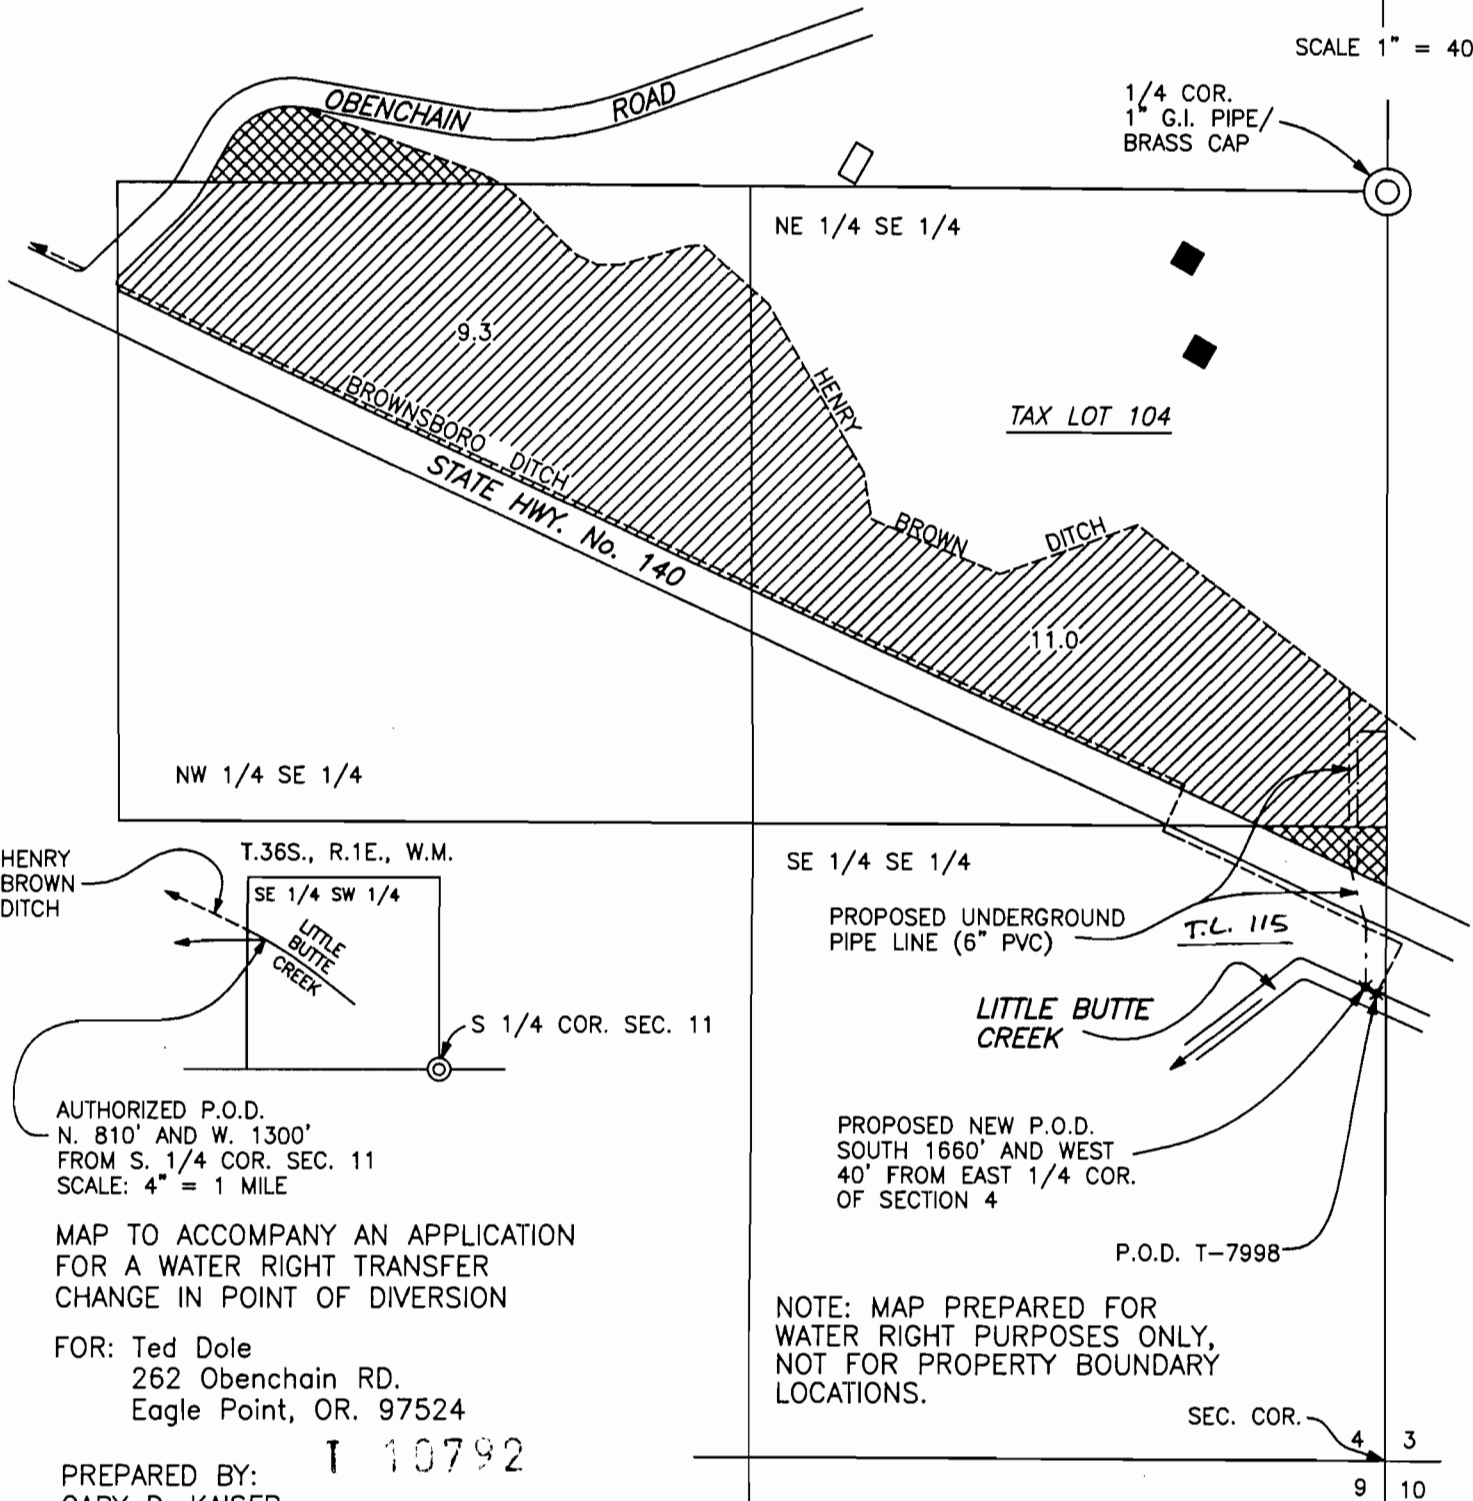 SCALE 1" = 40
1/4 COR.
1" G.I. PIPE/
BRASS CAP
OBENCHAIN ROAD
NE 1/4 SE 1/4
9.3
HENRY
BROWN DITCH
TAX LOT 104
BROWNSBORO DITCH
STATE HWY. No. 140
11.0
NW 1/4 SE 1/4
HENRY
BROWN
DITCH
T.36S., R.1E., W.M.
SE 1/4 SW 1/4
LITTLE
BUTTE
CREEK
S 1/4 COR. SEC. 11
SE 1/4 SE 1/4
PROPOSED UNDERGROUND
PIPE LINE (6" PVC)
T.L. 115
LITTLE BUTTE
CREEK
AUTHORIZED P.O.D.
N. 810' AND W. 1300'
FROM S. 1/4 COR. SEC. 11
SCALE: 4" = 1 MILE
PROPOSED NEW P.O.D.
SOUTH 1660' AND WEST
40' FROM EAST 1/4 COR.
OF SECTION 4
P.O.D. T-7998
MAP TO ACCOMPANY AN APPLICATION
FOR A WATER RIGHT TRANSFER
CHANGE IN POINT OF DIVERSION
FOR: Ted Dole
262 Obenchain RD.
Eagle Point, OR. 97524
NOTE: MAP PREPARED FOR
WATER RIGHT PURPOSES ONLY,
NOT FOR PROPERTY BOUNDARY
LOCATIONS.
T 10792
SEC. COR.
4 3
9 10
PREPARED BY:
GARY D. KAISER